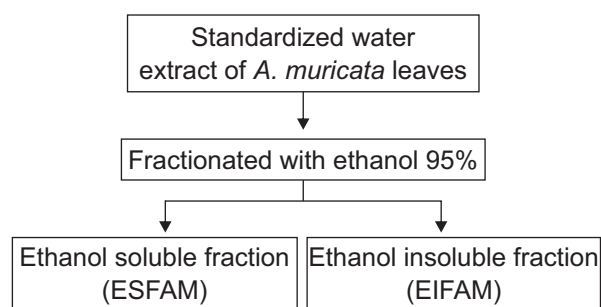 Standardized water
extract of A. muricata leaves
Fractionated with ethanol 95%
Ethanol soluble fraction
(ESFAM)
Ethanol insoluble fraction
(EIFAM)